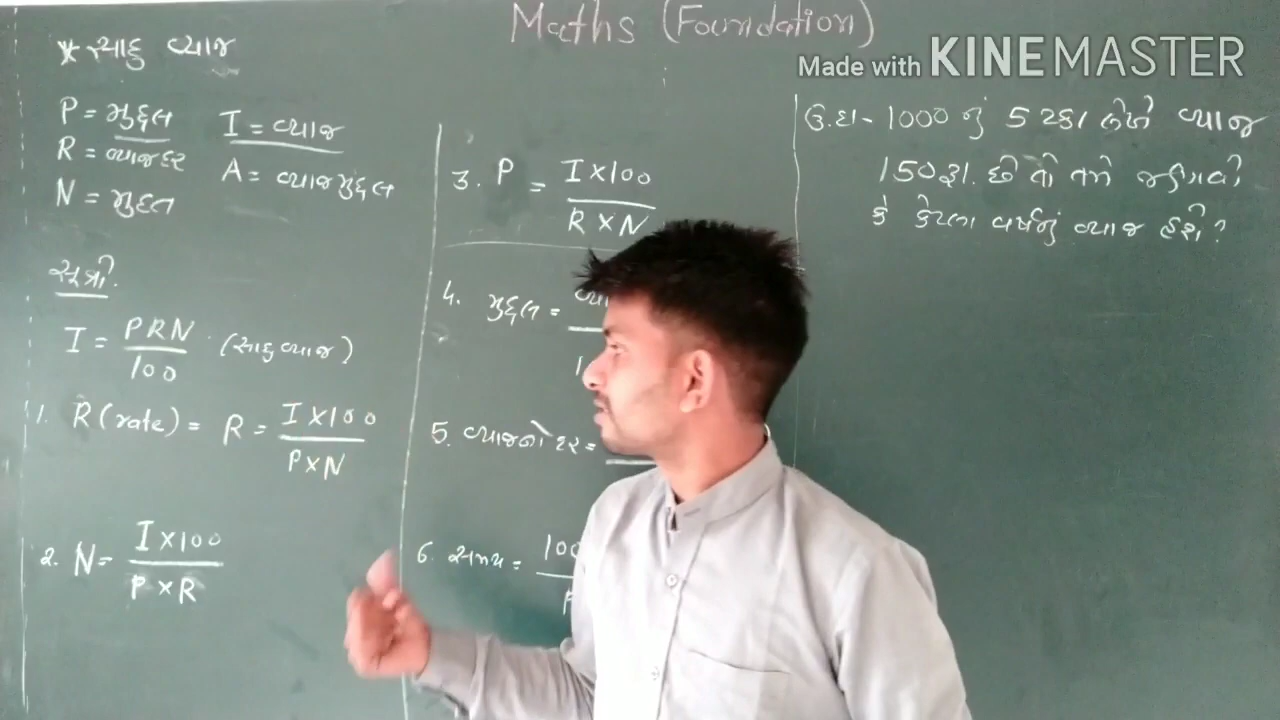 Maths (Foundation)
Made with KINEMASTER
* સાદુ વ્યાજ
P = મુદ્દલ
I = વ્યાજ
R = વ્યાજદર
A = વ્યાજમુદ્દલ
N = મુદત
સૂત્રો.
I = PRN / 100 (સાદુ વ્યાજ)
1. R (rate) = R = I X 100 / P X N
2. N = I X 100 / P X R
3. P = I X 100 / R X N
4. મુદ્દલ =
5. વ્યાજનો દર =
6. સમય = 100
ઉ.દા - 1000 નું 5 ટકા લેખે વ્યાજ
150 રૂા. છે તો તમે જણાવો
કે કેટલા વર્ષનું વ્યાજ હશે?